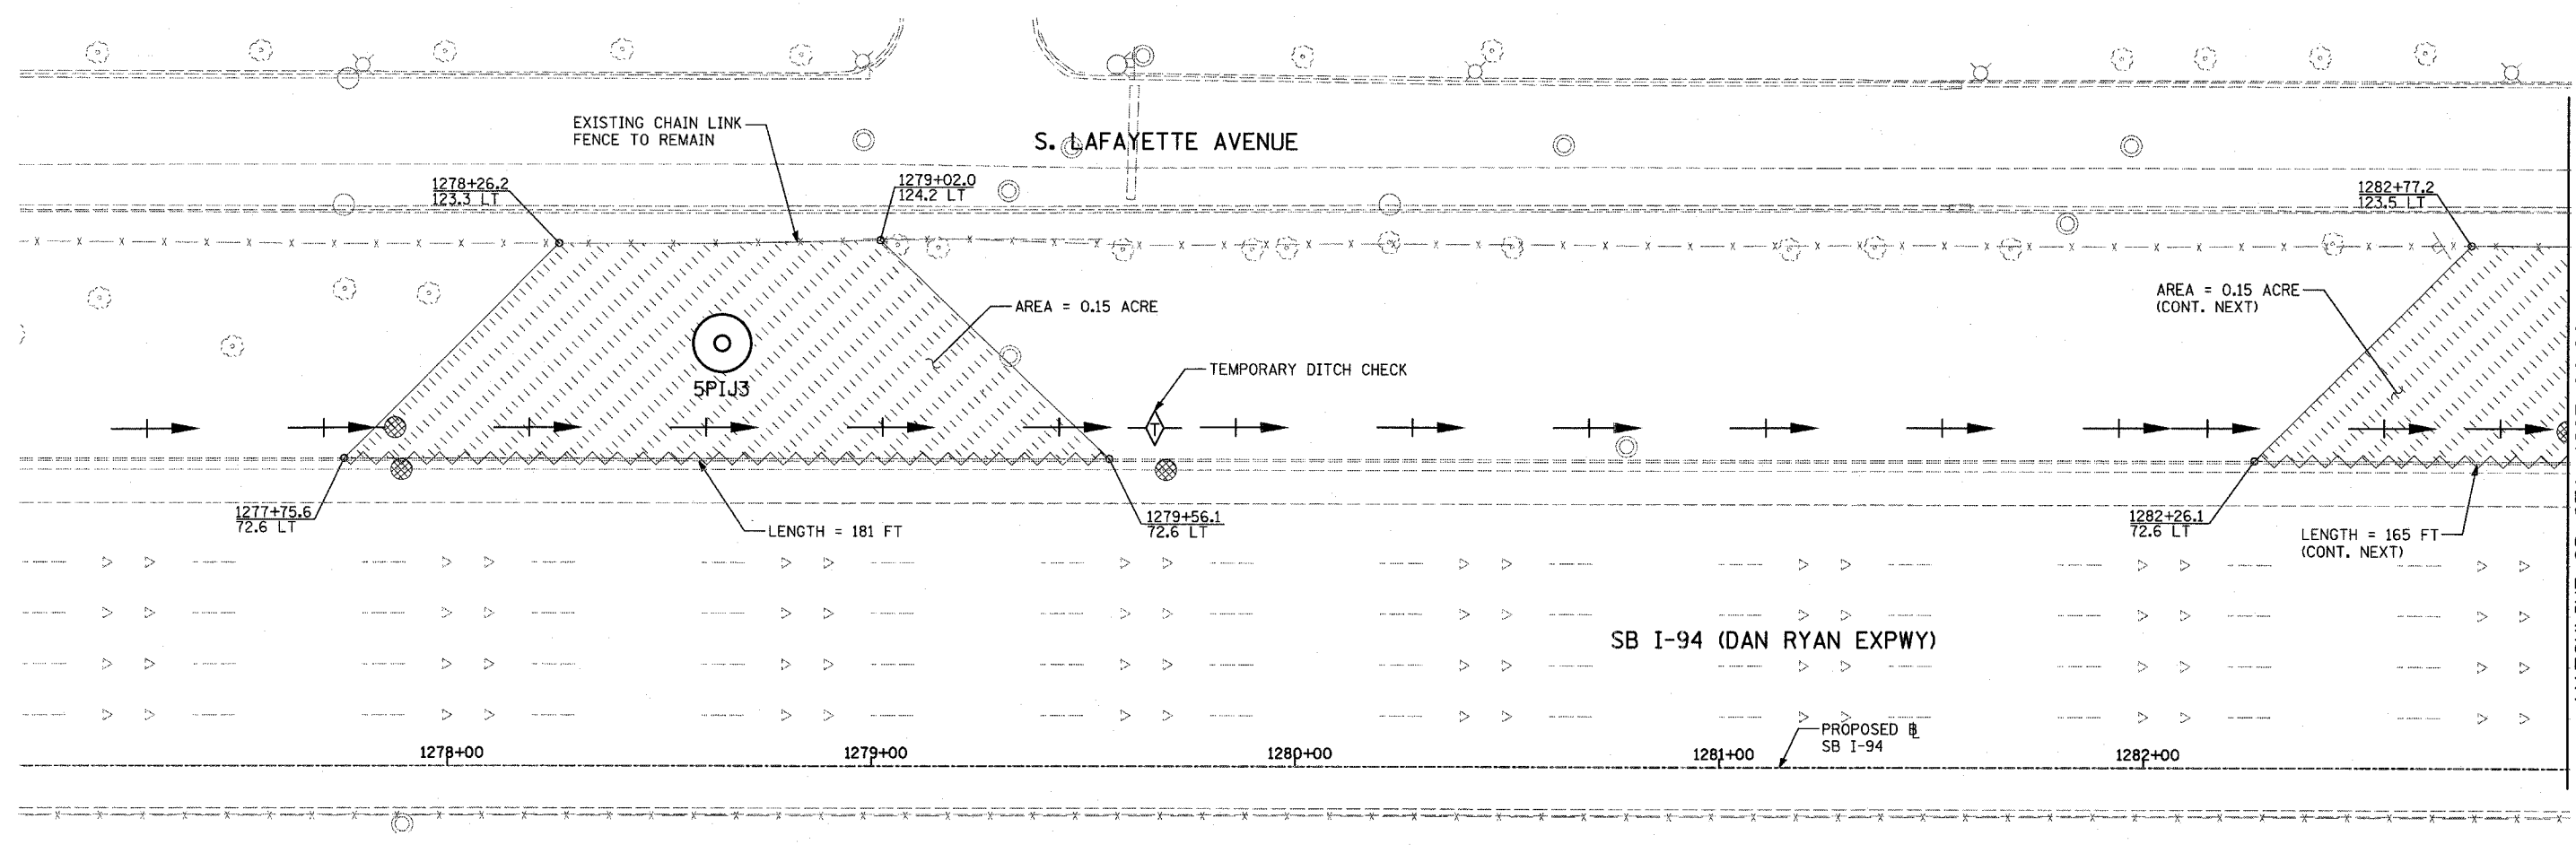 EXISTING CHAIN LINK
FENCE TO REMAIN
S. LAFAYETTE AVENUE
1278+26.2
123.3 LT
1279+02.0
124.2 LT
1282+77.2
123.5 LT
AREA = 0.15 ACRE
AREA = 0.15 ACRE
(CONT. NEXT)
5PIJ3
TEMPORARY DITCH CHECK
T
1277+75.6
72.6 LT
LENGTH = 181 FT
1279+56.1
72.6 LT
1282+26.1
72.6 LT
LENGTH = 165 FT
(CONT. NEXT)
SB I-94 (DAN RYAN EXPWY)
PROPOSED BL
SB I-94
1278+00
1279+00
1280+00
1281+00
1282+00